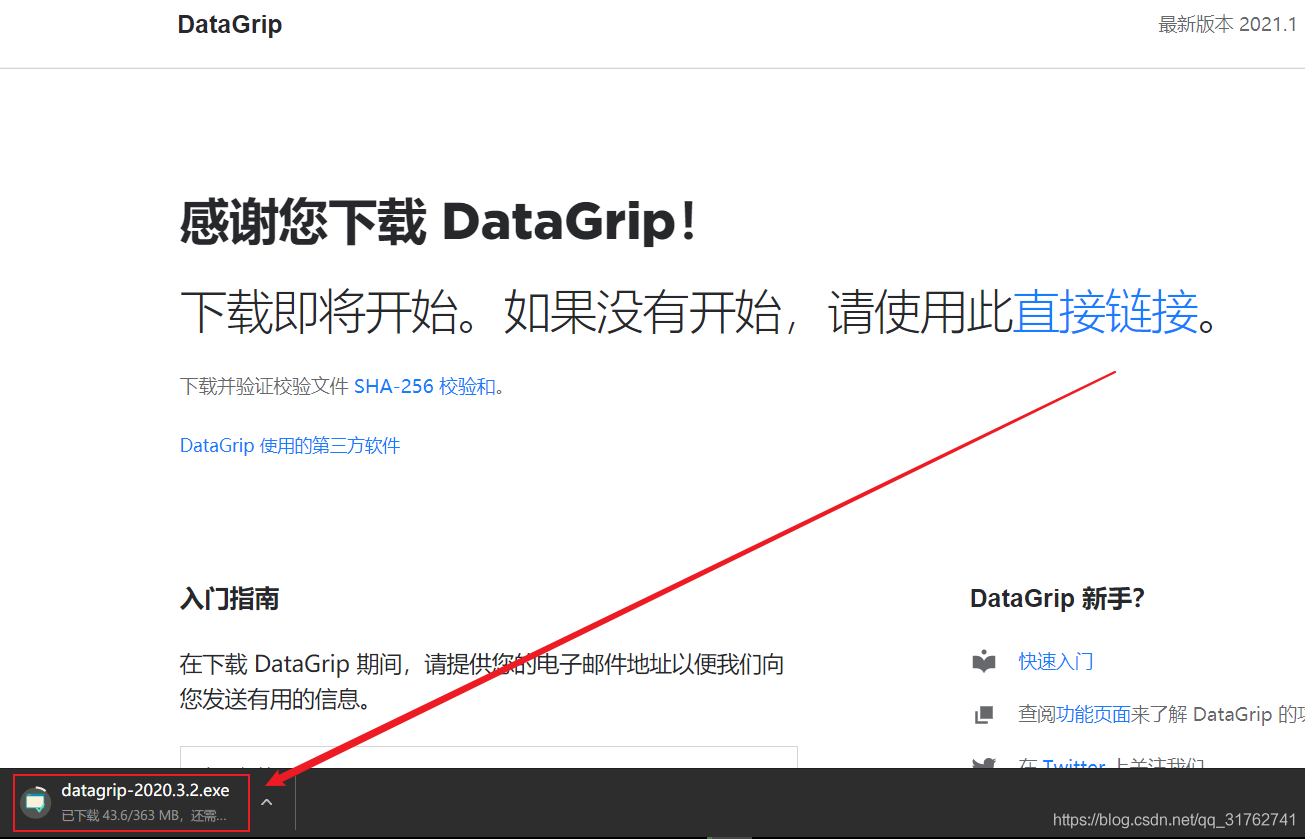 DataGrip
最新版本 2021.1
感谢您下载 DataGrip！
下载即将开始。如果没有开始，请使用此直接链接。
下载并验证校验文件 SHA-256 校验和。
DataGrip 使用的第三方软件
入门指南
DataGrip 新手？
在下载 DataGrip 期间，请提供您的电子邮件地址以便我们向
您发送有用的信息。
快速入门
查阅功能页面来了解 DataGrip 的
在 Twitter 上关注我们
datagrip-2020.3.2.exe
已下载 43.6/363 MB，还需...
https://blog.csdn.net/qq_31762741